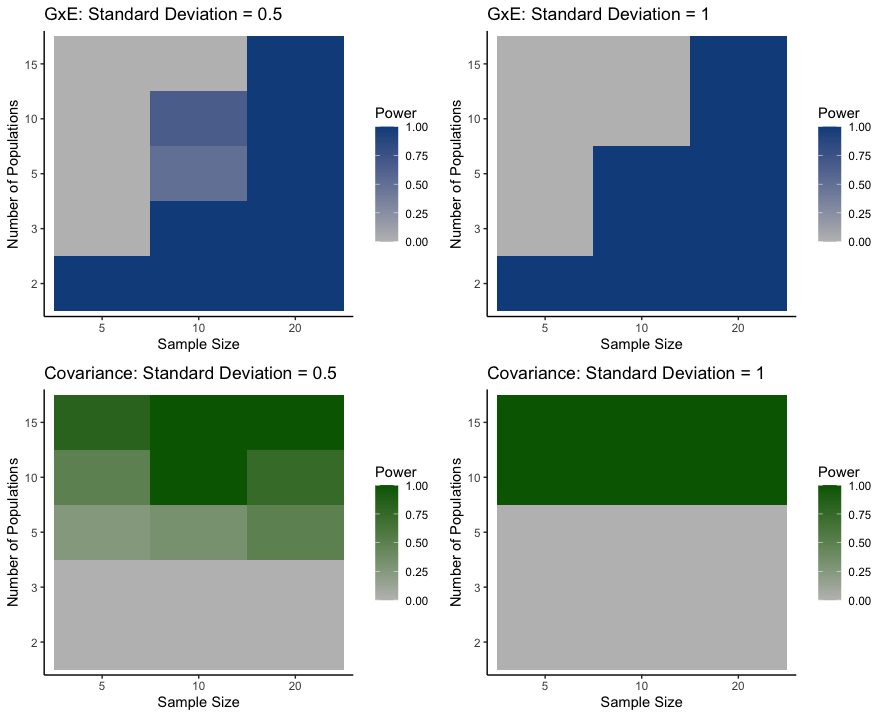 GxE: Standard Deviation = 0.5
Number of Populations
15
10
5
3
2
5 10 20
Sample Size
Power
1.00
0.75
0.50
0.25
0.00
GxE: Standard Deviation = 1
Number of Populations
15
10
5
3
2
5 10 20
Sample Size
Power
1.00
0.75
0.50
0.25
0.00
Covariance: Standard Deviation = 0.5
Number of Populations
15
10
5
3
2
5 10 20
Sample Size
Power
1.00
0.75
0.50
0.25
0.00
Covariance: Standard Deviation = 1
Number of Populations
15
10
5
3
2
5 10 20
Sample Size
Power
1.00
0.75
0.50
0.25
0.00